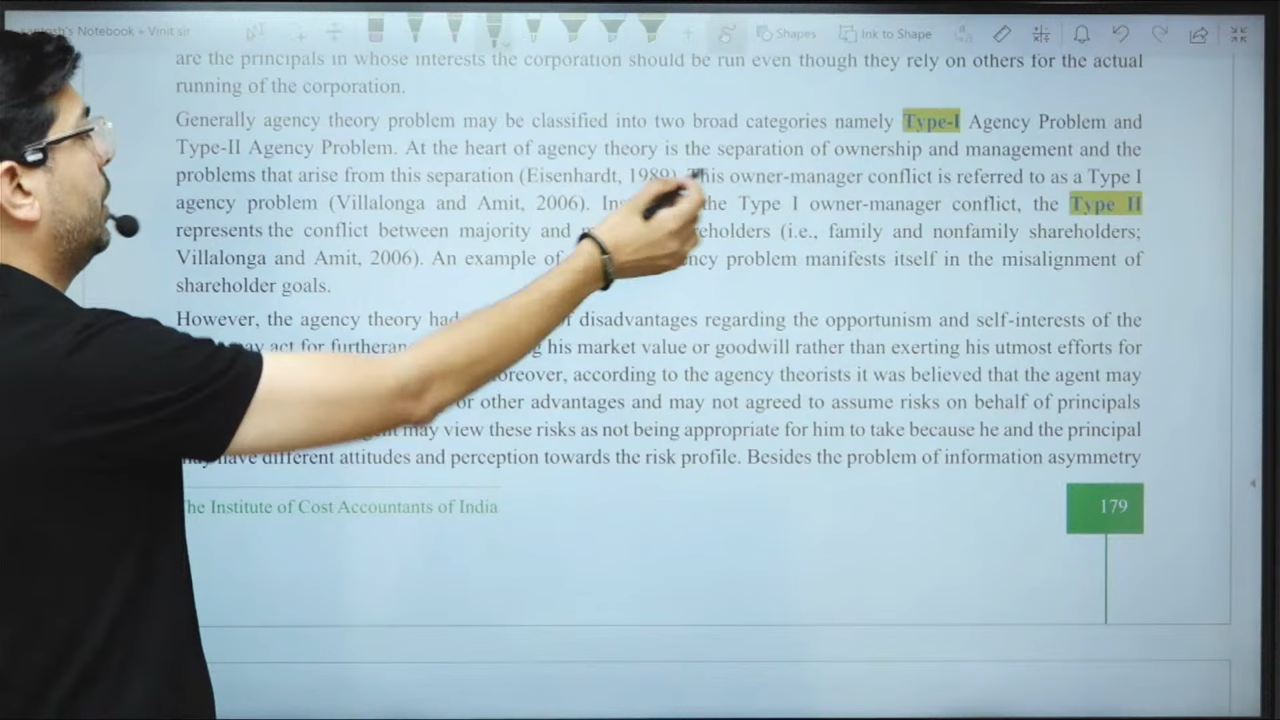 's Notebook + Vinit sir
Shapes
Ink to Shape
are the principals in whose interests the corporation should be run even though they rely on others for the actual
running of the corporation.
Generally agency theory problem may be classified into two broad categories namely Type-I Agency Problem and
Type-II Agency Problem. At the heart of agency theory is the separation of ownership and management and the
problems that arise from this separation (Eisenhardt, 1989). This owner-manager conflict is referred to as a Type I
agency problem (Villalonga and Amit, 2006). the Type I owner-manager conflict, the Type II
represents the conflict between majority and (i.e., family and nonfamily shareholders;
Villalonga and Amit, 2006). An example of problem manifests itself in the misalignment of
shareholder goals.
However, the agency theory had disadvantages regarding the opportunism and self-interests of the
may act for his market value or goodwill rather than exerting his utmost efforts for
according to the agency theorists it was believed that the agent may
or other advantages and may not agreed to assume risks on behalf of principals
may view these risks as not being appropriate for him to take because he and the principal
may have different attitudes and perception towards the risk profile. Besides the problem of information asymmetry
The Institute of Cost Accountants of India
179